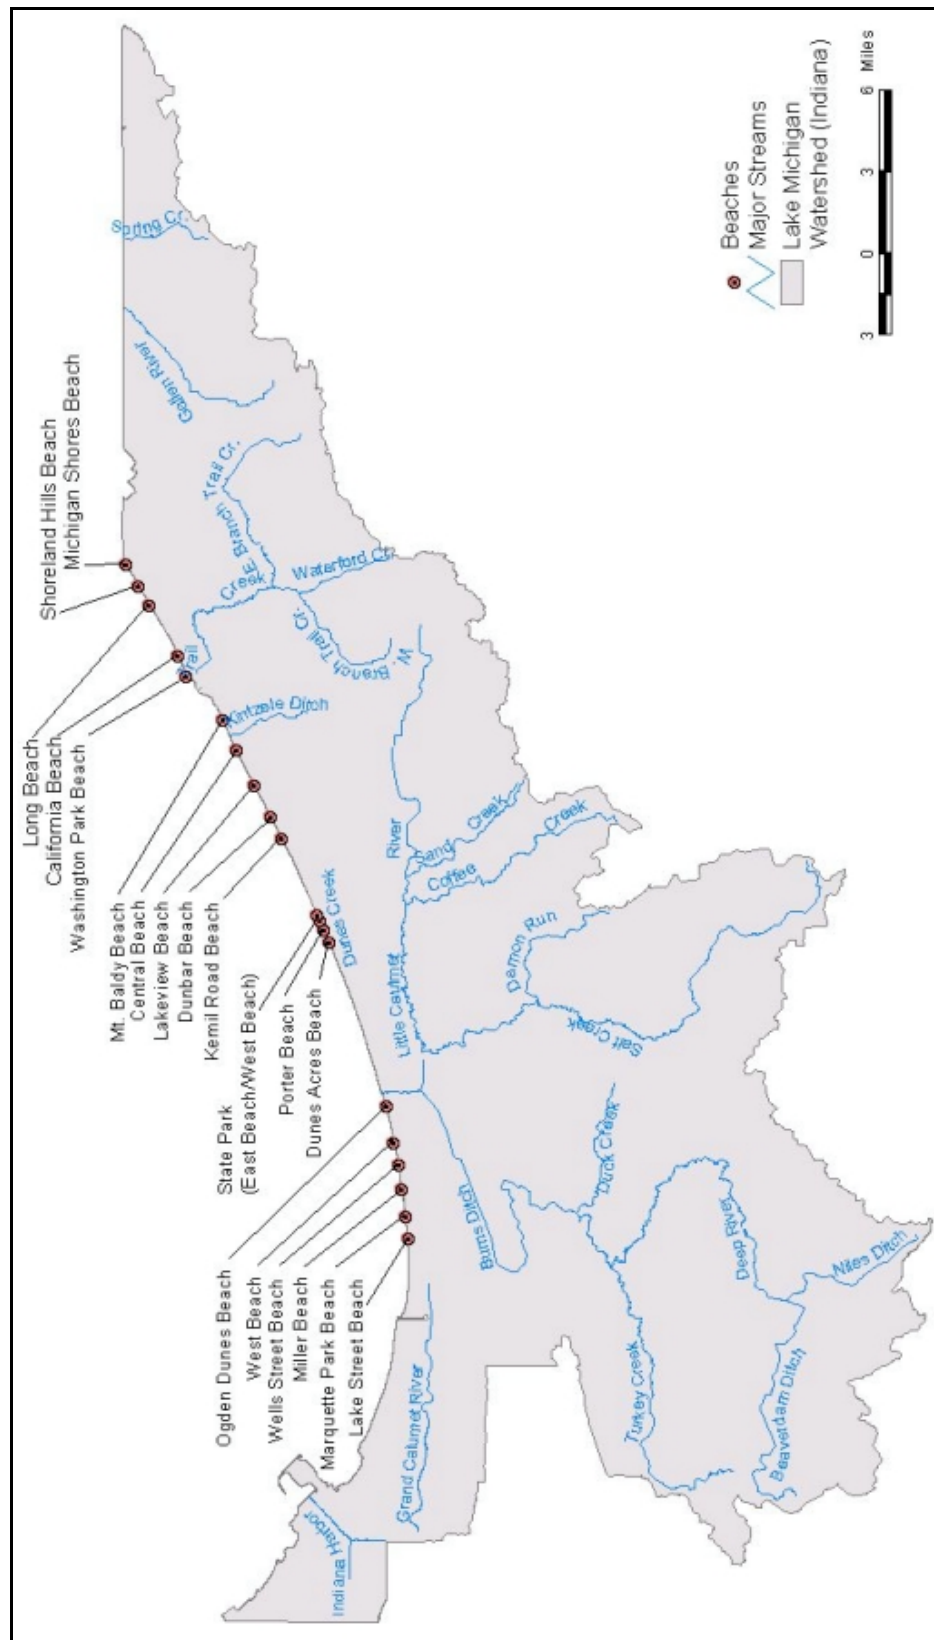 Shoreland Hills Beach
Michigan Shores Beach
Long Beach
California Beach
Washington Park Beach
Mt. Baldy Beach
Central Beach
Lakeview Beach
Dunbar Beach
Kemil Road Beach
State Park
(East Beach/West Beach)
Porter Beach
Dunes Acres Beach
Ogden Dunes Beach
West Beach
Wells Street Beach
Miller Beach
Marquette Park Beach
Lake Street Beach
Spring Cr.
Galien River
E. Branch Trail Cr.
Trail
Creek
Waterford Cr.
W.
Branch Trail Cr.
Kintzele Ditch
Dunes Creek
Little Calumet
River
Sand Creek
Coffee Creek
Damon Run
Salt Creek
Burns Ditch
Duck Creek
Deep River
Niles Ditch
Turkey Creek
Beaverdam Ditch
Grand Calumet River
Indiana Harbor
Beaches
Major Streams
Lake Michigan
Watershed (Indiana)
3 0 3 6 Miles